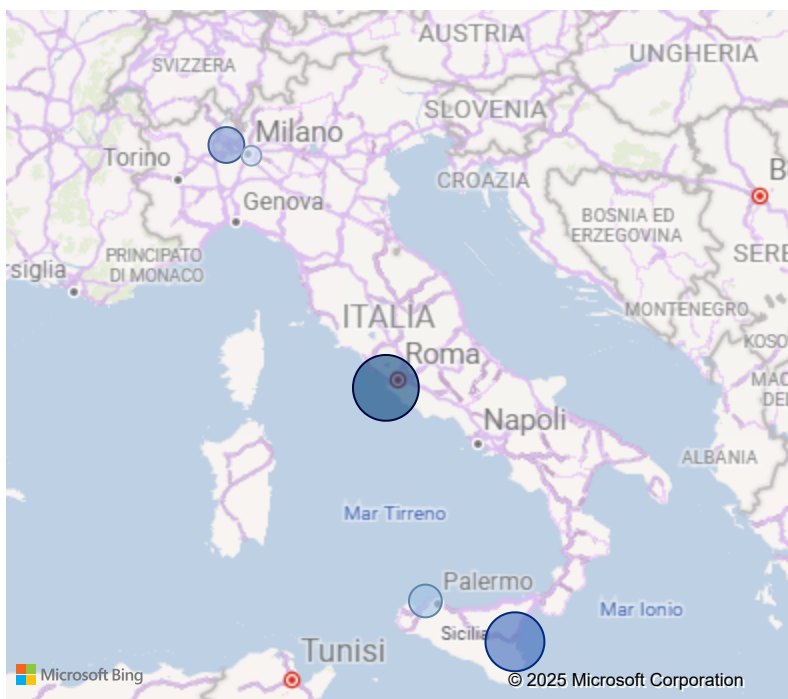 AUSTRIA
SVIZZERA
UNGHERIA
SLOVENIA
Milano
Torino
B
CROAZIA
Genova
BOSNIA ED
ERZEGOVINA
PRINCIPATO
DI MONACO
SERB
rsiglia
MONTENEGRO
ITALIA
KOSO
Roma
MAC
DEL
Napoli
ALBANIA
Mar Tirreno
Palermo
Mar Ionio
Sicilia
Tunisi
Microsoft Bing
© 2025 Microsoft Corporation